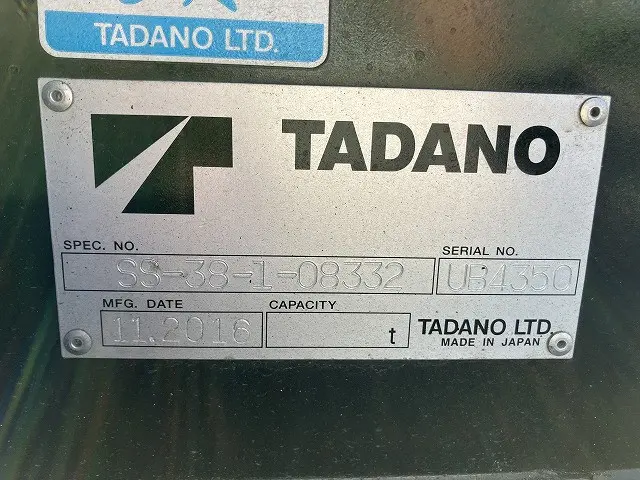 TADANO LTD.
TADANO
SPEC. NO.
SERIAL NO.
SS-38-1-08332
UB4350
MFG. DATE
CAPACITY
11.2016
t
TADANO LTD.
MADE IN JAPAN